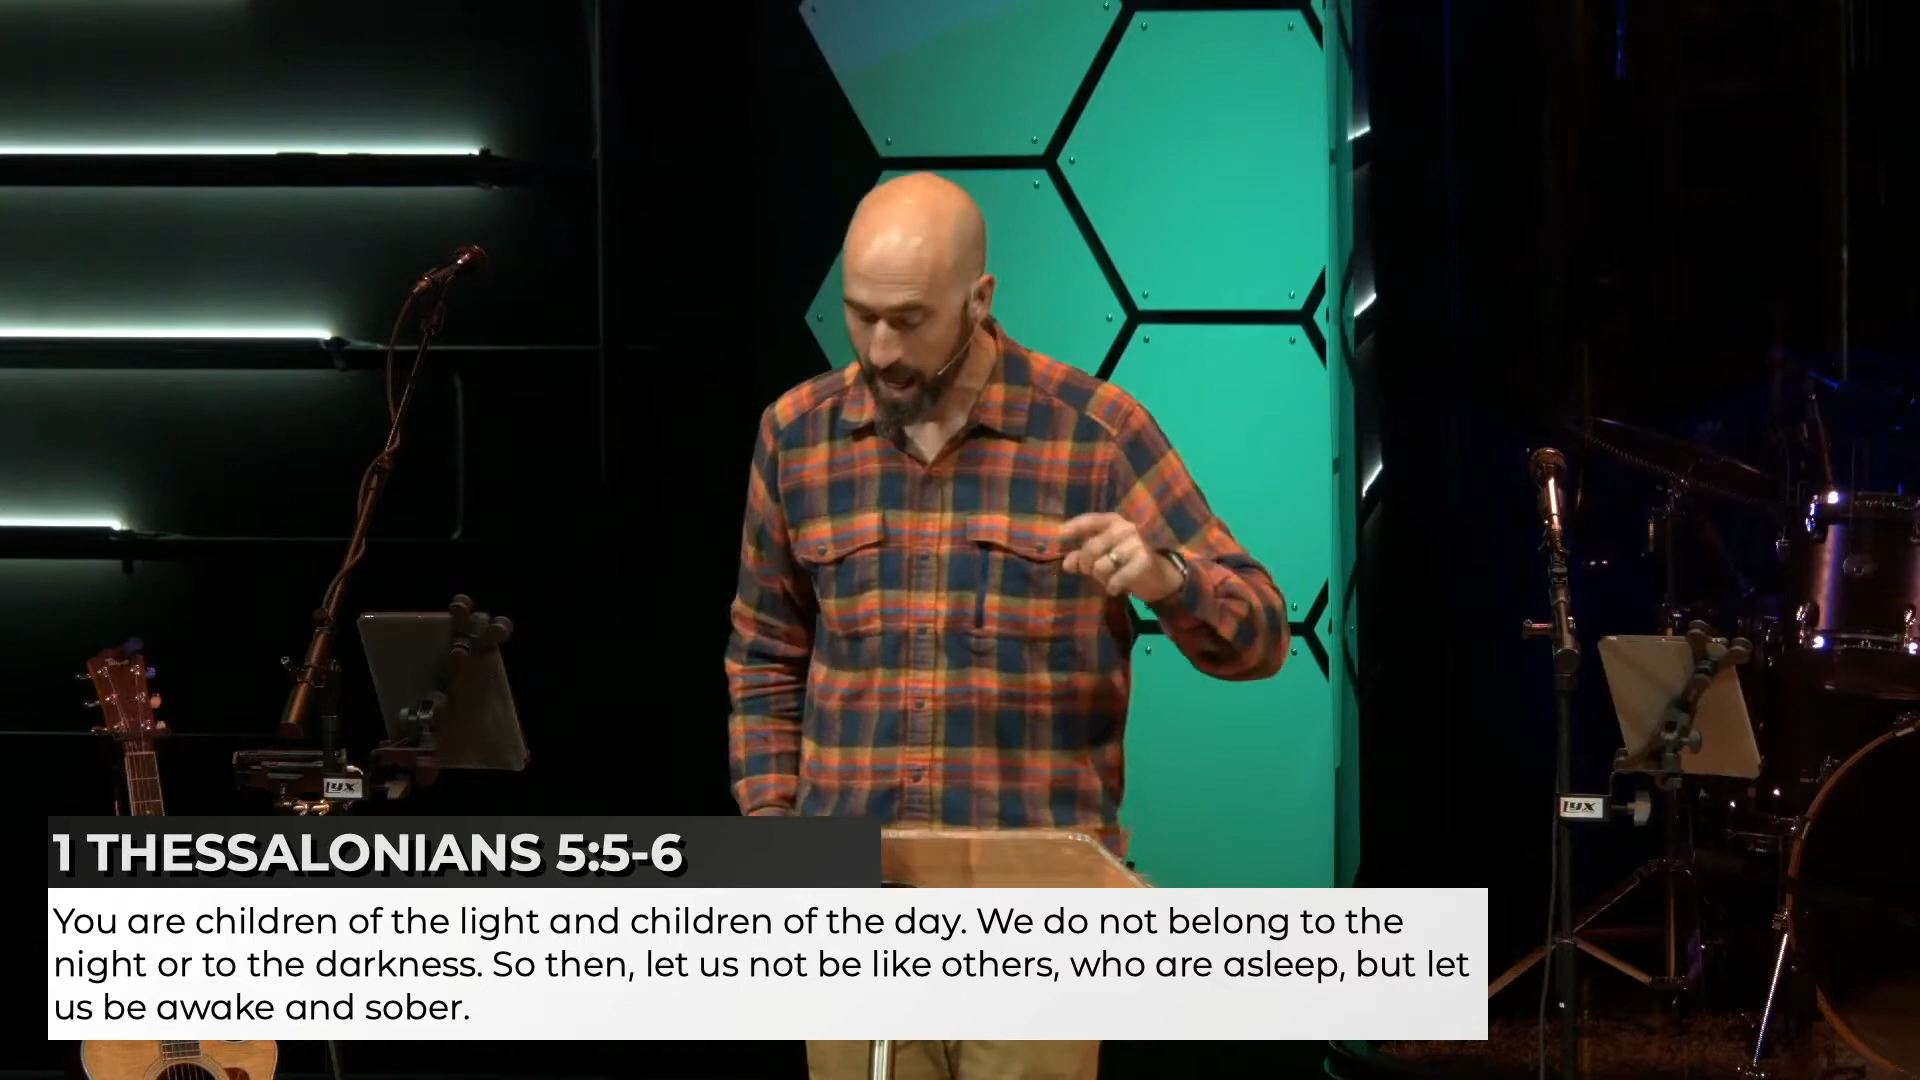 1 THESSALONIANS 5:5-6
You are children of the light and children of the day. We do not belong to the
night or to the darkness. So then, let us not be like others, who are asleep, but let
us be awake and sober.
LYX
LYX